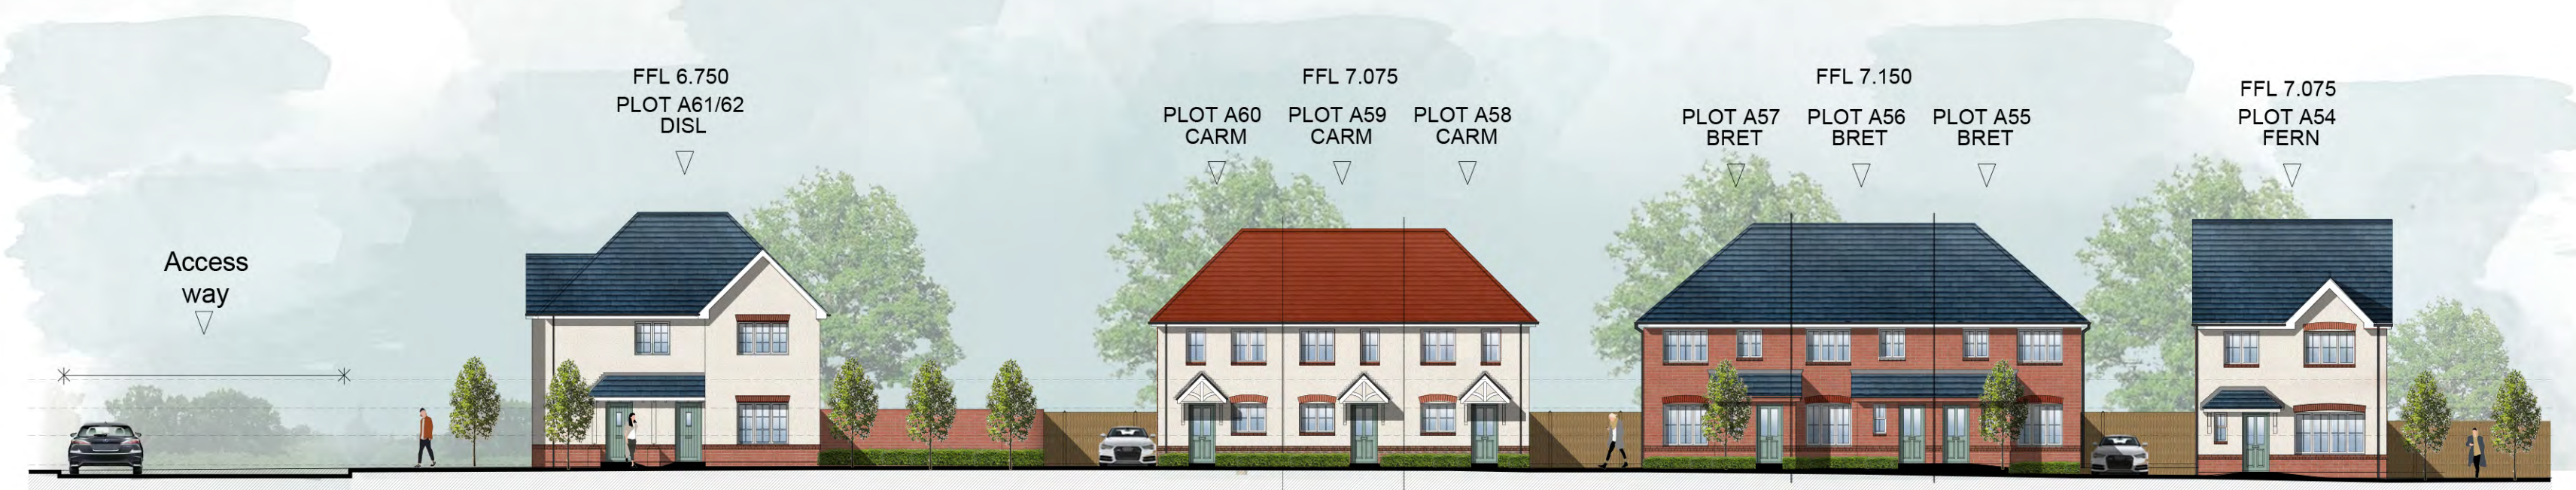 Access
way
FFL 6.750
PLOT A61/62
DISL
FFL 7.075
PLOT A60
CARM
PLOT A59
CARM
PLOT A58
CARM
FFL 7.150
PLOT A57
BRET
PLOT A56
BRET
PLOT A55
BRET
FFL 7.075
PLOT A54
FERN